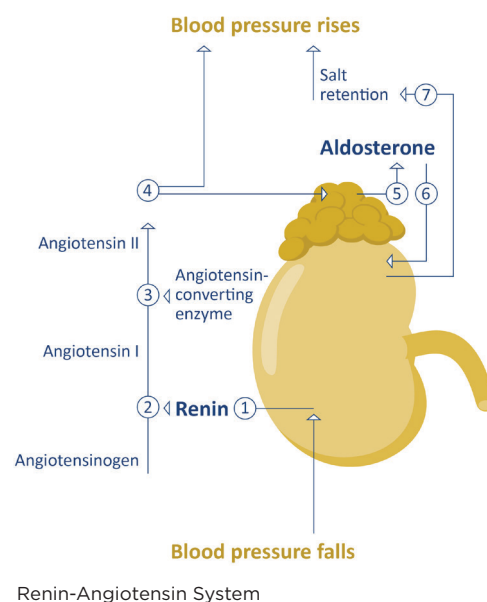 Blood pressure rises
Salt
retention
7
Aldosterone
4
5
6
Angiotensin II
3
Angiotensin-
converting
enzyme
Angiotensin I
2
Renin
1
Angiotensinogen
Blood pressure falls
Renin-Angiotensin System